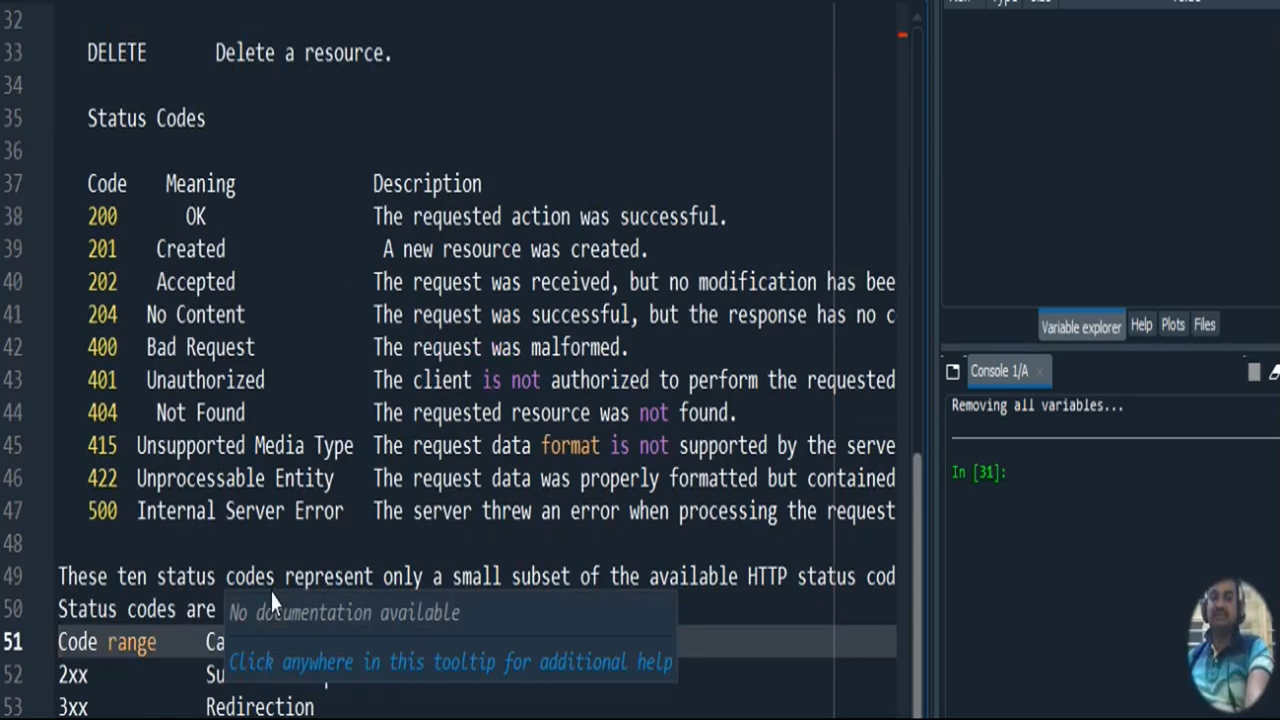 32
33 DELETE Delete a resource.
34
35 Status Codes
36
37 Code Meaning Description
38 200 OK The requested action was successful.
39 201 Created A new resource was created.
40 202 Accepted The request was received, but no modification has bee
41 204 No Content The request was successful, but the response has no c
42 400 Bad Request The request was malformed.
43 401 Unauthorized The client is not authorized to perform the requested
44 404 Not Found The requested resource was not found.
45 415 Unsupported Media Type The request data format is not supported by the serve
46 422 Unprocessable Entity The request data was properly formatted but contained
47 500 Internal Server Error The server threw an error when processing the request
48
49 These ten status codes represent only a small subset of the available HTTP status cod
50 Status codes are
No documentation available
51 Code range Ca
Click anywhere in this tooltip for additional help
52 2xx Su
53 3xx Redirection
Variable explorer Help Plots Files
Console 1/A
Removing all variables...
In [31]: